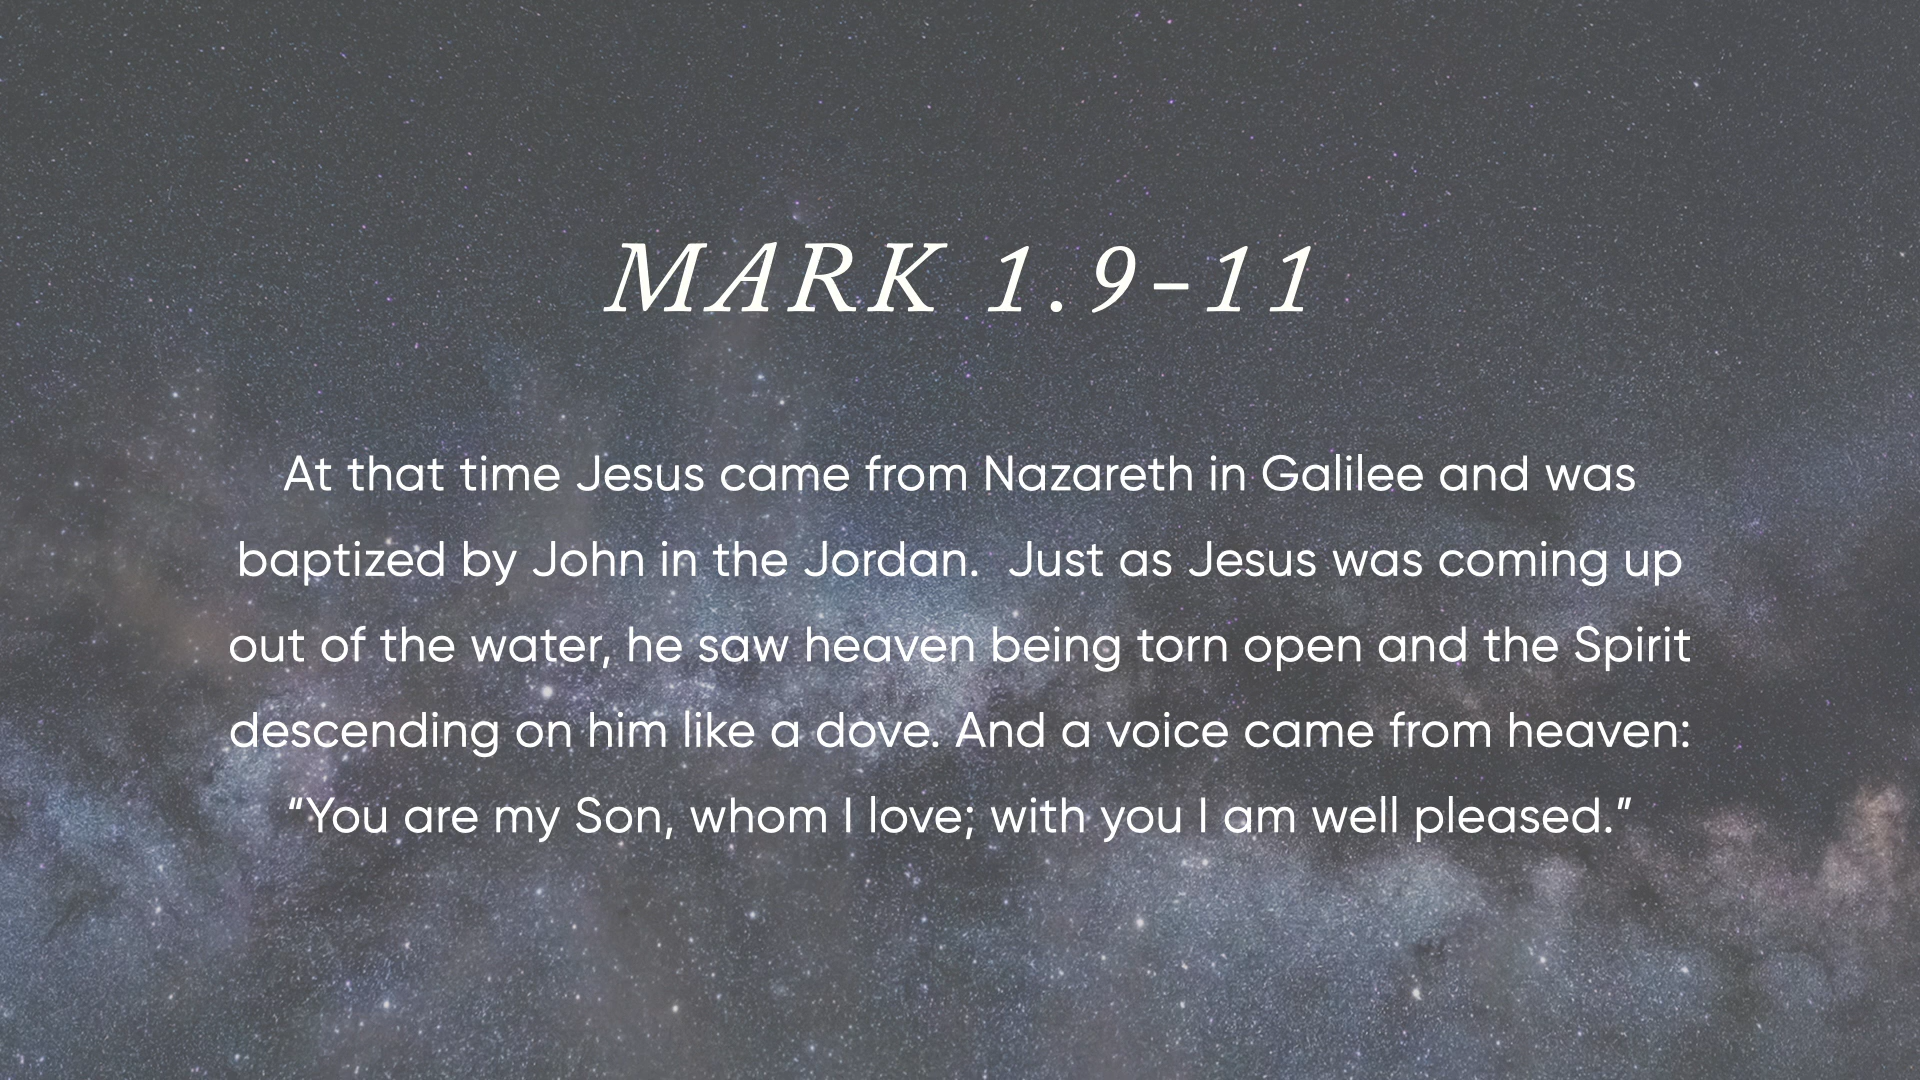 MARK 1.9–11
At that time Jesus came from Nazareth in Galilee and was
baptized by John in the Jordan.  Just as Jesus was coming up
out of the water, he saw heaven being torn open and the Spirit
descending on him like a dove. And a voice came from heaven:
“You are my Son, whom I love; with you I am well pleased.”